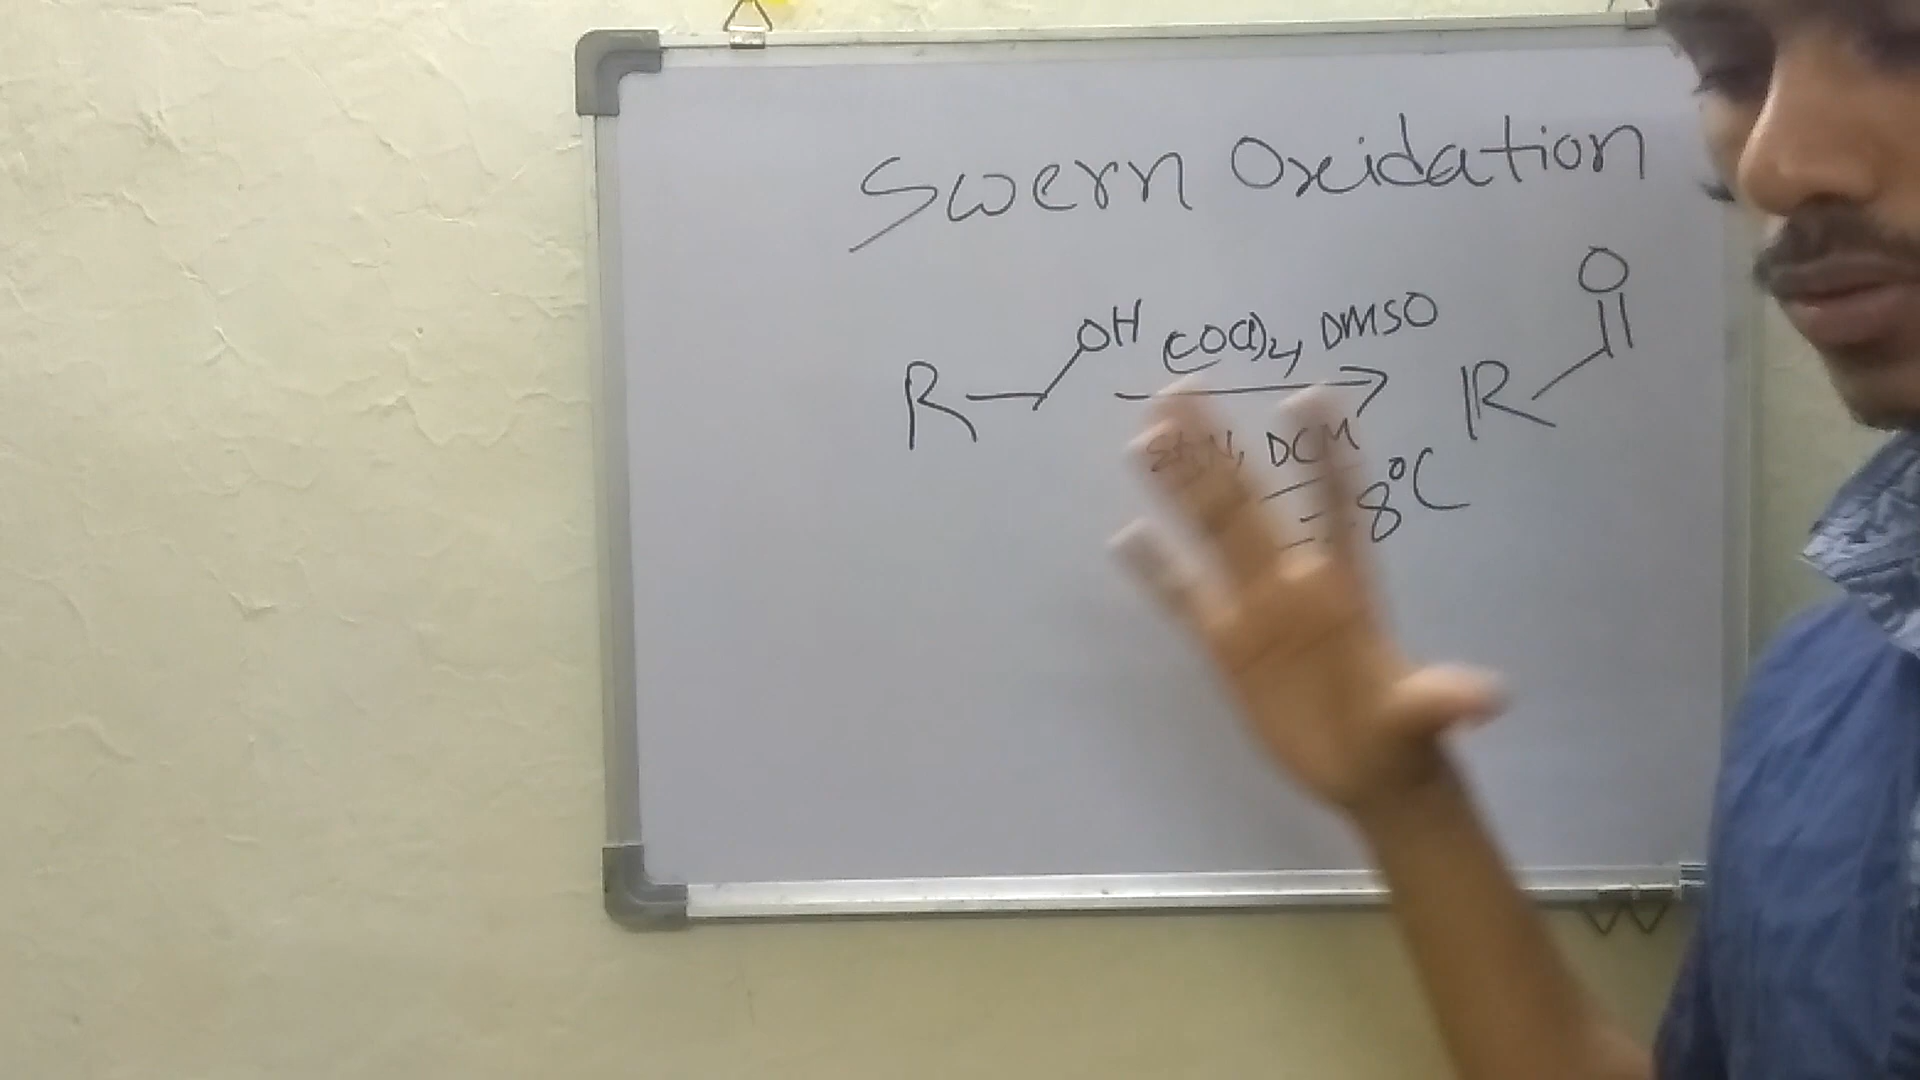 Swern Oxidation
O
R OH (COCl)2, DMSO R
Et3N, DCM
8°C